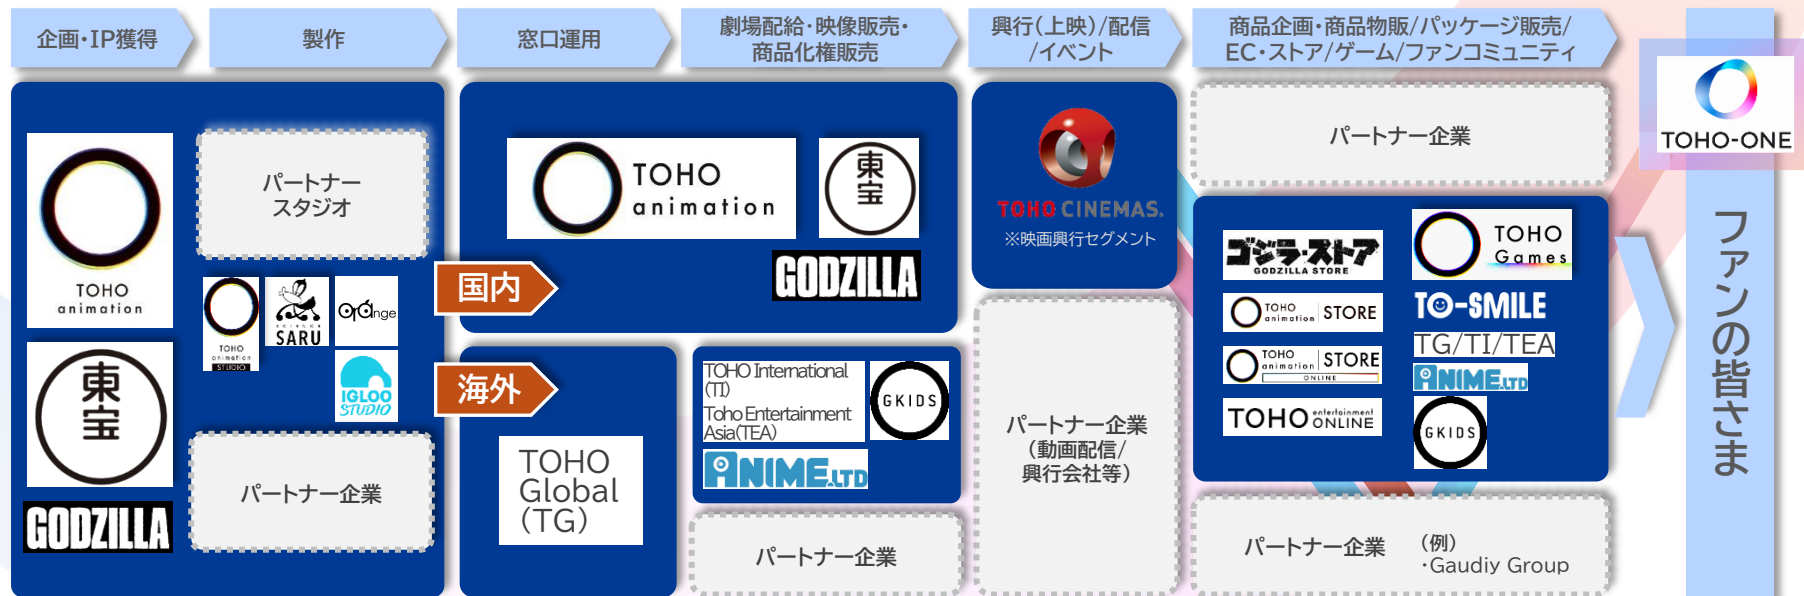 企画・IP獲得
製作
窓口運用
劇場配給・映像販売・
商品化権販売
興行(上映)/配信
/イベント
商品企画・商品物販/パッケージ販売/
EC・ストア/ゲーム/ファンコミュニティ
TOHO-ONE
ファンの皆さま
TOHO
animation
東宝
GODZILLA
パートナー
スタジオ
TOHO
animation
STUDIO
SARU
orange
IGLOO
STUDIO
パートナー企業
国内
海外
TOHO
animation
東宝
GODZILLA
TOHO
Global
(TG)
TOHO International
(TI)
Toho Entertainment
Asia(TEA)
GKIDS
ANIME LTD
パートナー企業
TOHO CINEMAS.
※映画興行セグメント
パートナー企業
(動画配信/
興行会社等)
パートナー企業
ゴジラ・ストア
GODZILLA STORE
TOHO
animation STORE
TOHO
animation STORE
ONLINE
TOHO entertainment
ONLINE
TOHO
Games
TO-SMILE
TG/TI/TEA
ANIME LTD
GKIDS
パートナー企業 (例)
・Gaudiy Group